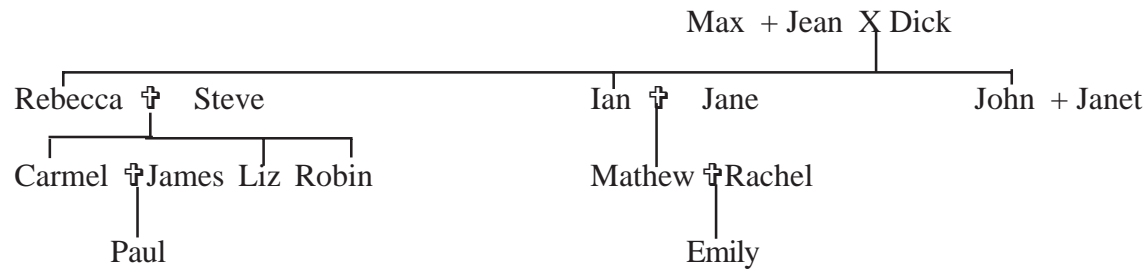 Max + Jean X Dick
Rebecca ✞ Steve Ian ✞ Jane John + Janet
Carmel ✞ James Liz Robin Mathew ✞ Rachel
Paul Emily